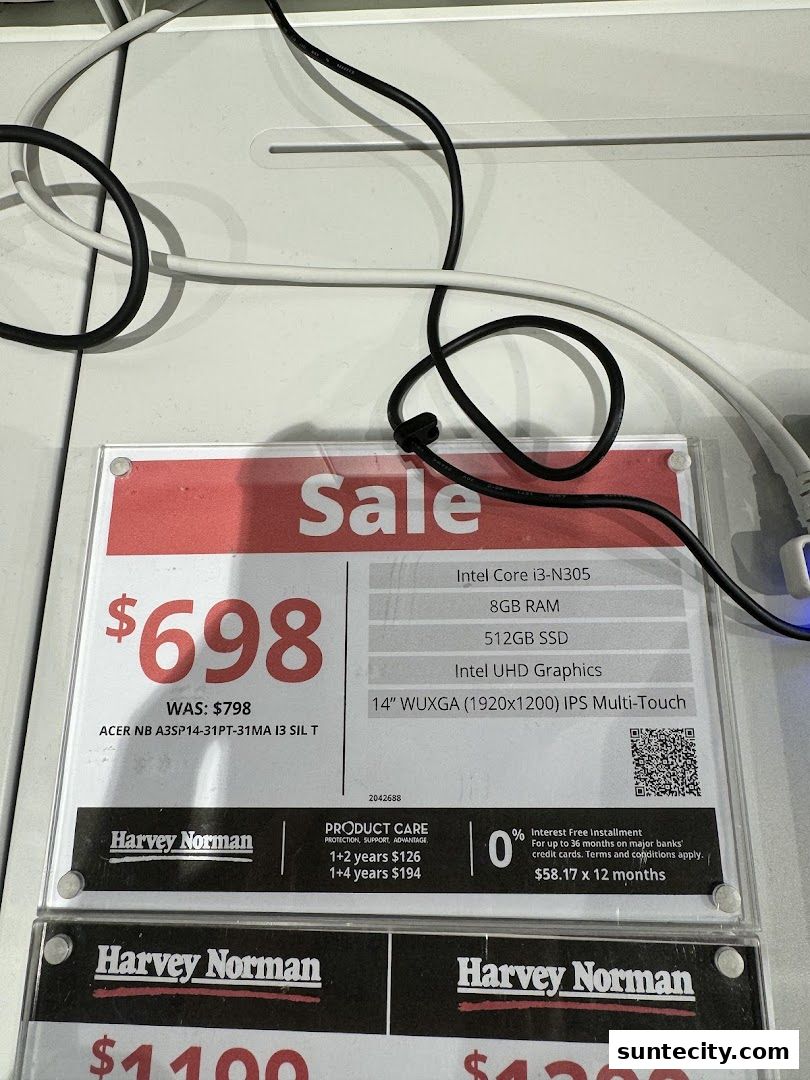 Sale
$698
WAS: $798
ACER NB A3SP14-31PT-31MA I3 SIL T
Intel Core i3-N305
8GB RAM
512GB SSD
Intel UHD Graphics
14” WUXGA (1920x1200) IPS Multi-Touch
2042688
Harvey Norman
PRODUCT CARE
PROTECTION, SUPPORT, ADVANTAGE.
1+2 years $126
1+4 years $194
0%
Interest Free Installment
For up to 36 months on major banks'
credit cards. Terms and conditions apply.
$58.17 x 12 months
Harvey Norman
Harvey Norman
suntecity.com